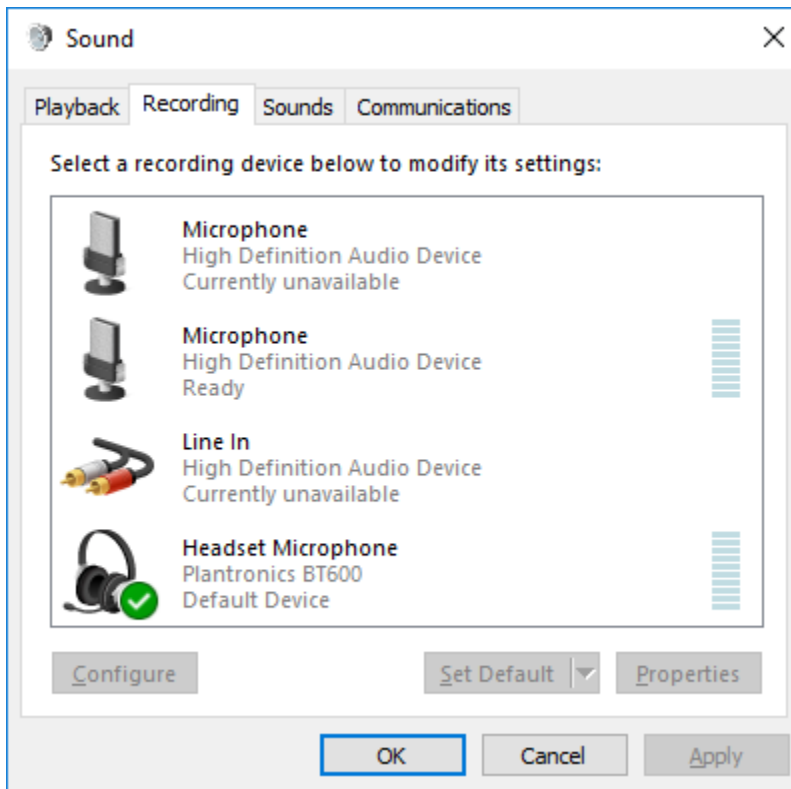 Sound
Playback Recording Sounds Communications
Select a recording device below to modify its settings:
Microphone
High Definition Audio Device
Currently unavailable
Microphone
High Definition Audio Device
Ready
Line In
High Definition Audio Device
Currently unavailable
Headset Microphone
Plantronics BT600
Default Device
Configure Set Default Properties
OK Cancel Apply